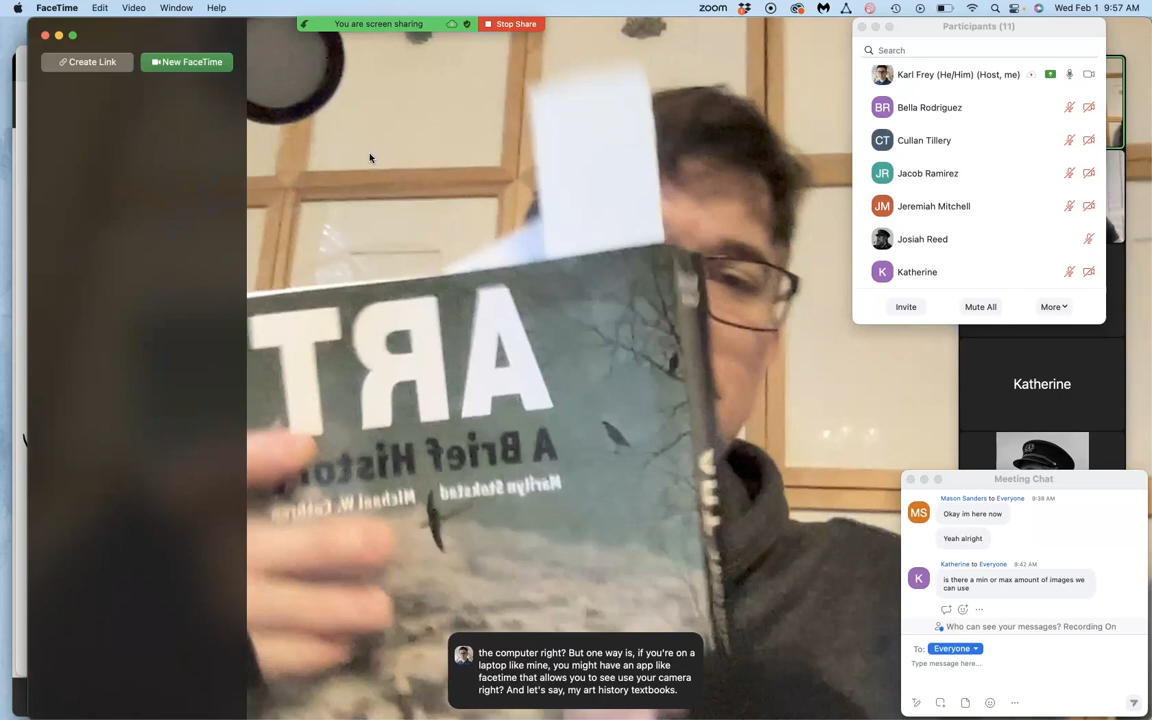 FaceTime Edit Video Window Help
zoom
Wed Feb 1 9:57 AM
You are screen sharing
Stop Share
Create Link
New FaceTime
Participants (11)
Search
Karl Frey (He/Him) (Host, me)
BR Bella Rodriguez
CT Cullan Tillery
JR Jacob Ramirez
JM Jeremiah Mitchell
Josiah Reed
K Katherine
Invite Mute All More
Katherine
ART
A Brief History
Marilyn Stokstad Michael W.
Meeting Chat
Mason Sanders to Everyone 9:38 AM
MS Okay im here now
Yeah alright
Katherine to Everyone 9:42 AM
K is there a min or max amount of images we
can use
Who can see your messages? Recording On
To: Everyone
Type message here...
the computer right? But one way is, if you're on a
laptop like mine, you might have an app like
facetime that allows you to see use your camera
right? And let's say, my art history textbooks.